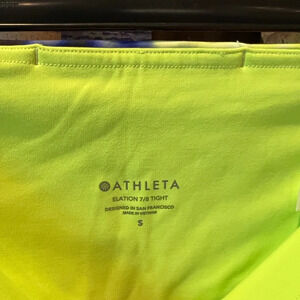 ATHLETA
ELATION 7/8 TIGHT
DESIGNED IN SAN FRANCISCO
MADE IN VIETNAM
S